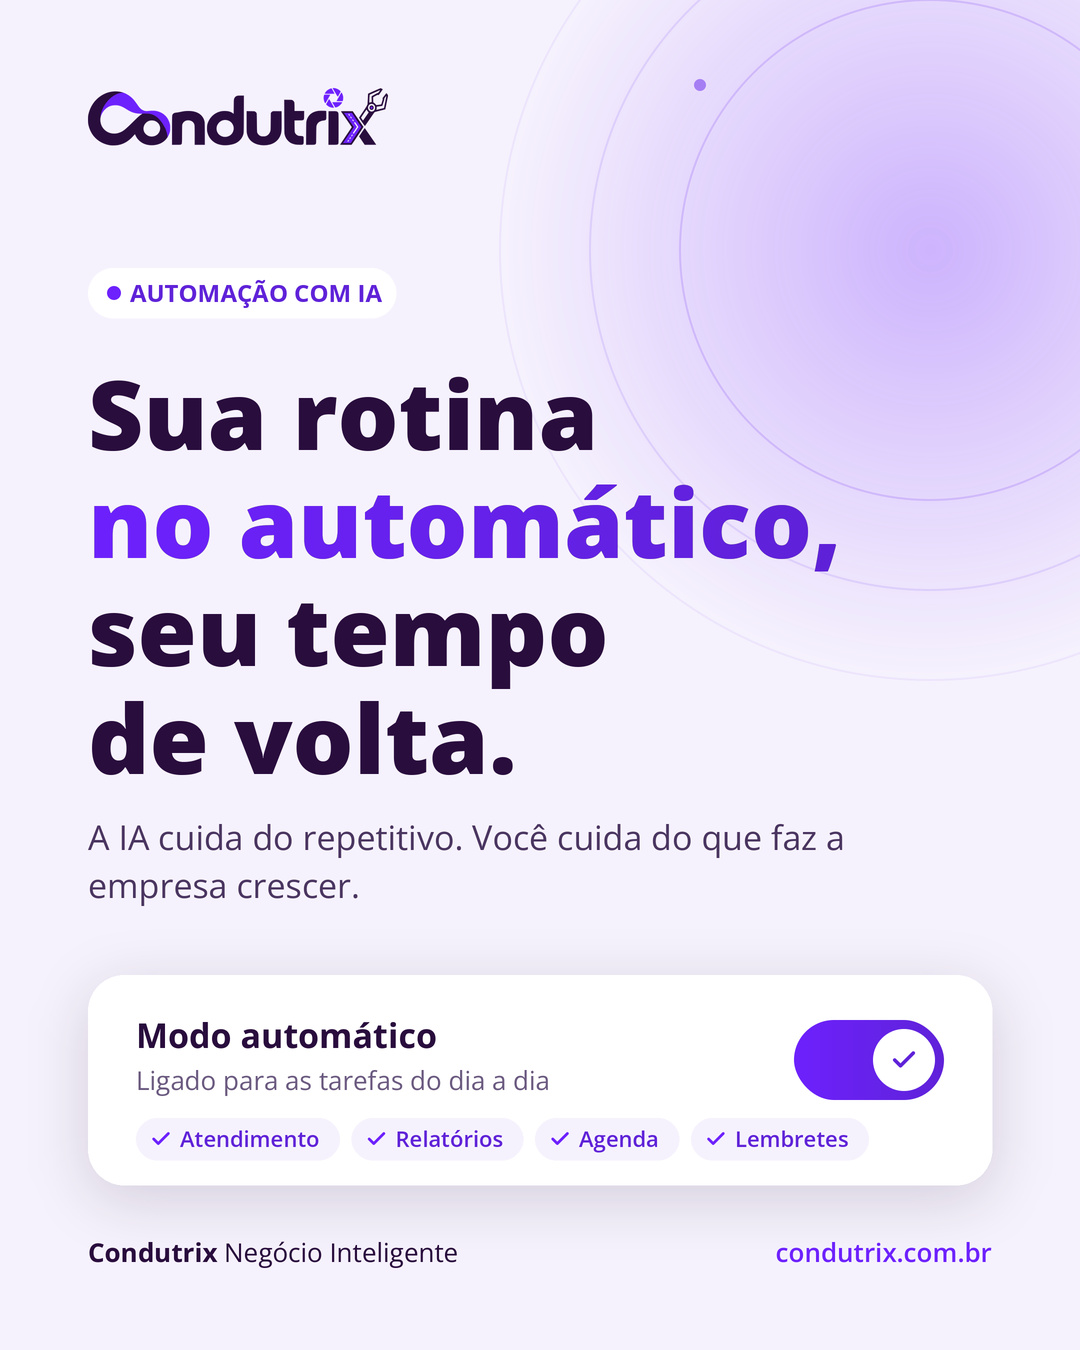 Condutrix
AUTOMAÇÃO COM IA
Sua rotina
no automático,
seu tempo
de volta.
A IA cuida do repetitivo. Você cuida do que faz a
empresa crescer.
Modo automático
Ligado para as tarefas do dia a dia
Atendimento Relatórios Agenda Lembretes
Condutrix Negócio Inteligente condutrix.com.br